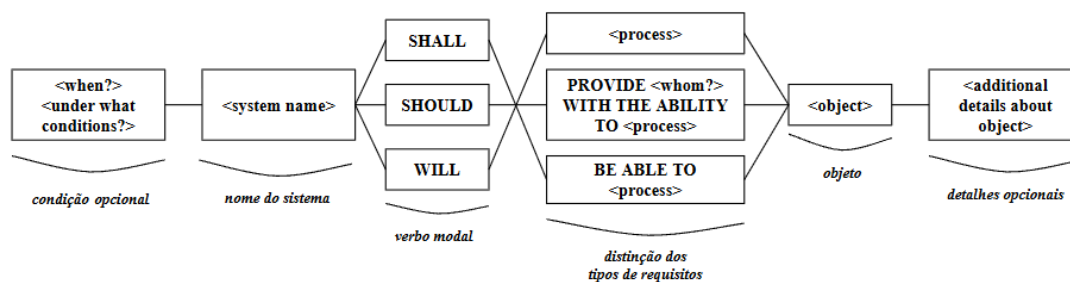 <when?>
<under what
conditions?>
condição opcional
<system name>
nome do sistema
SHALL
SHOULD
WILL
verbo modal
<process>
PROVIDE <whom?>
WITH THE ABILITY
TO <process>
BE ABLE TO
<process>
distinção dos
tipos de requisitos
<object>
objeto
<additional
details about
object>
detalhes opcionais